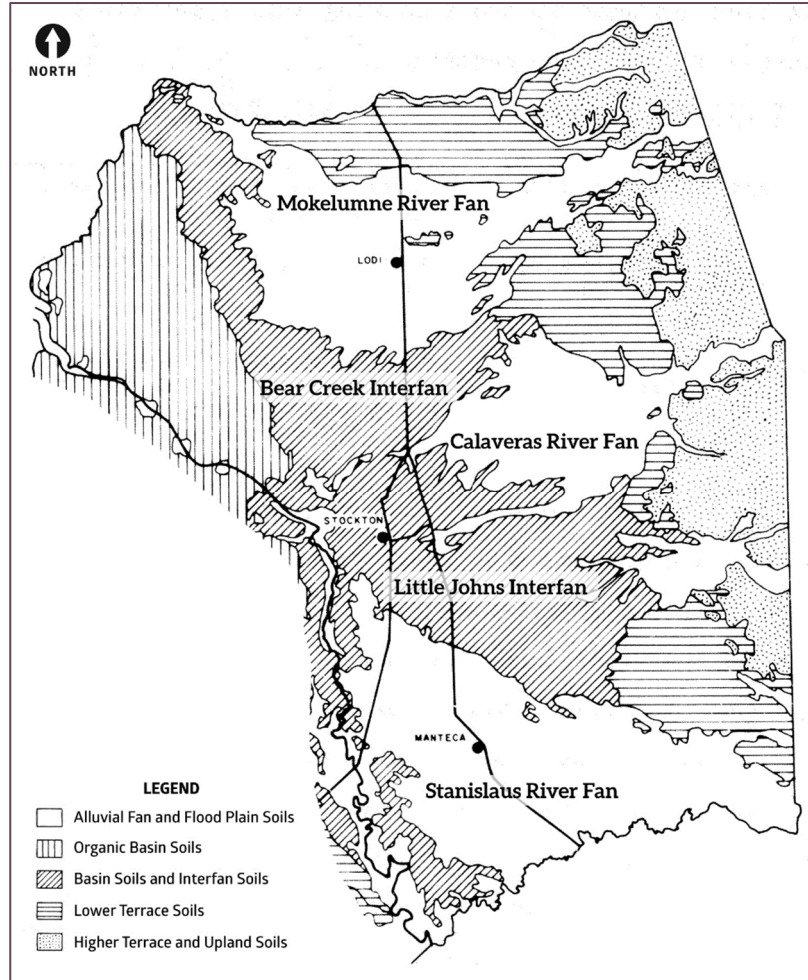 NORTH
Mokelumne River Fan
LODI
Bear Creek Interfan
Calaveras River Fan
STOCKTON
Little Johns Interfan
MANTECA
Stanislaus River Fan
LEGEND
Alluvial Fan and Flood Plain Soils
Organic Basin Soils
Basin Soils and Interfan Soils
Lower Terrace Soils
Higher Terrace and Upland Soils